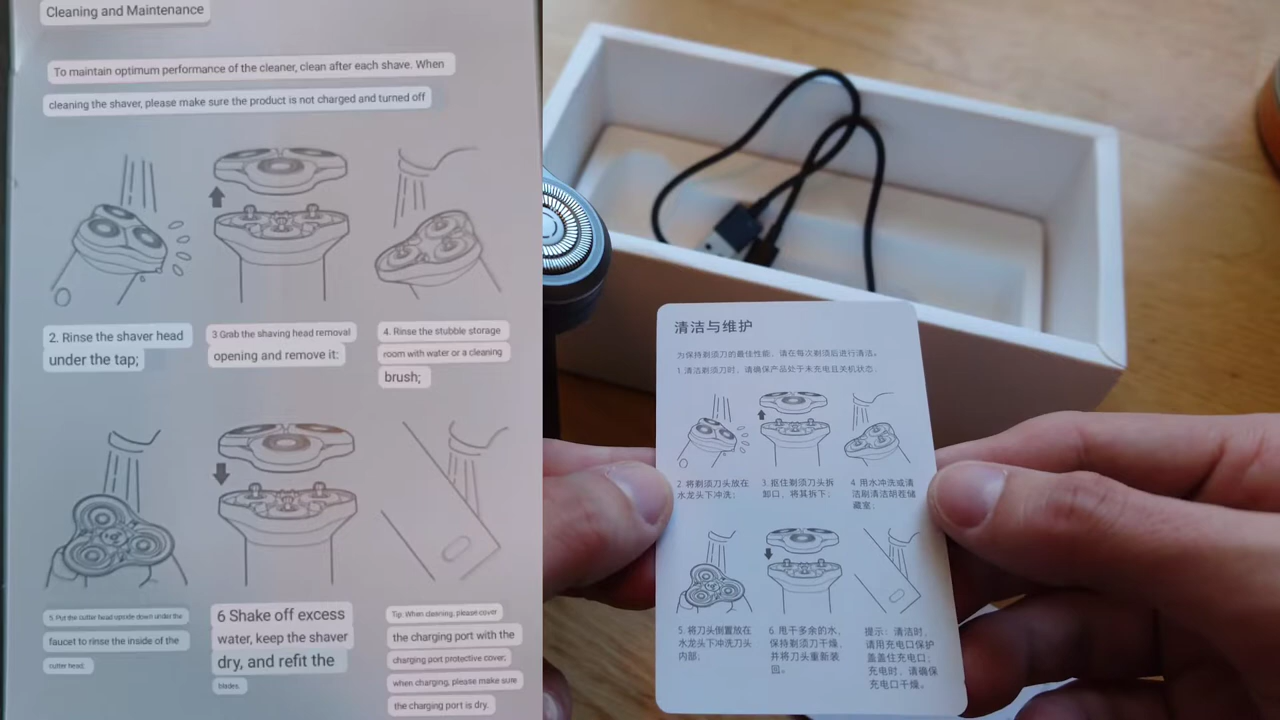 Cleaning and Maintenance
To maintain optimum performance of the cleaner, clean after each shave. When
cleaning the shaver, please make sure the product is not charged and turned off
2. Rinse the shaver head
under the tap;
3 Grab the shaving head removal
opening and remove it:
4. Rinse the stubble storage
room with water or a cleaning
brush;
5. Put the cutter head upside down under the
faucet to rinse the inside of the
cutter head;
6 Shake off excess
water, keep the shaver
dry, and refit the
blades.
Tip: When cleaning, please cover
the charging port with the
charging port protective cover;
when charging, please make sure
the charging port is dry.
清洁与维护
为保持剃须刀的最佳性能，请在每次剃须后进行清洁。
1.清洁剃须刀时，请确保产品处于未充电且关机状态.
2. 将剃须刀头放在
水龙头下冲洗；
3. 抠住剃须刀头拆
卸口，将其拆下；
4. 用水冲洗或清
洁刷清洁胡茬储
藏室；
5. 将刀头倒置放在
水龙头下冲洗刀头
内部；
6. 甩干多余的水，
保持剃须刀干燥，
并将刀头重新装
回。
提示：清洁时，
请用充电口保护
盖盖住充电口；
充电时，请确保
充电口干燥。